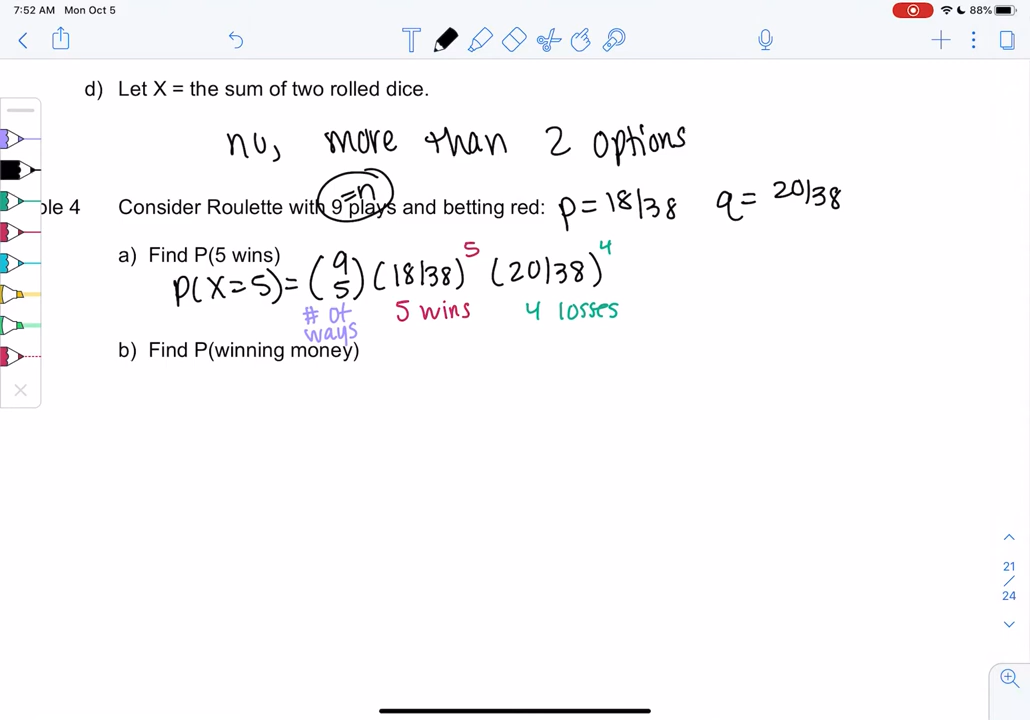 7:52 AM Mon Oct 5
88%
T
d) Let X = the sum of two rolled dice.
no, more than 2 options
=n
ple 4 Consider Roulette with 9 plays and betting red: p = 18/38 q = 20/38
a) Find P(5 wins)
P(X=5) = (9 5) (18/38)^5 (20/38)^4
# of ways 5 wins 4 losses
b) Find P(winning money)
21
/
24